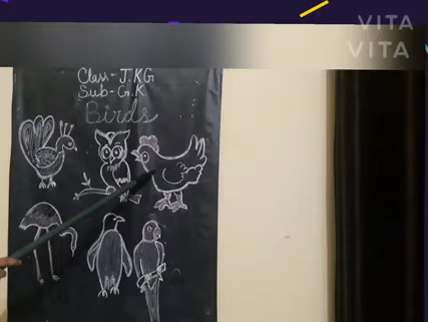 VITA
VITA
Class- J.KG
Sub- G.K
Birds